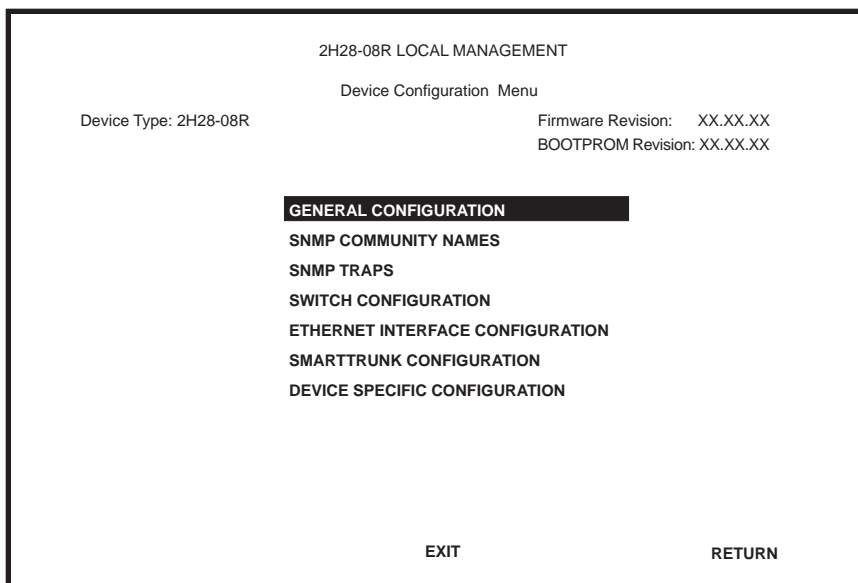 2H28-08R LOCAL MANAGEMENT
Device Configuration Menu
Device Type: 2H28-08R
Firmware Revision: XX.XX.XX
BOOTPROM Revision: XX.XX.XX
GENERAL CONFIGURATION
SNMP COMMUNITY NAMES
SNMP TRAPS
SWITCH CONFIGURATION
ETHERNET INTERFACE CONFIGURATION
SMARTTRUNK CONFIGURATION
DEVICE SPECIFIC CONFIGURATION
EXIT
RETURN